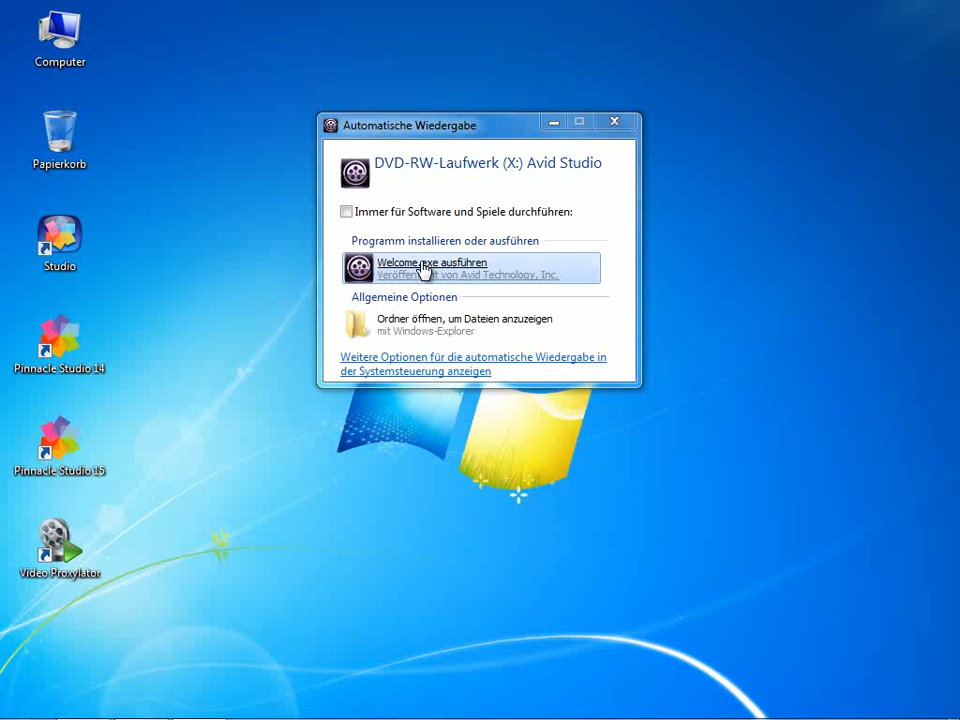 Computer
Papierkorb
Studio
Pinnacle Studio 14
Pinnacle Studio 15
Video Proxylator
Automatische Wiedergabe
DVD-RW-Laufwerk (X:) Avid Studio
Immer für Software und Spiele durchführen:
Programm installieren oder ausführen
Welcome.exe ausführen
von Avid Technology, Inc.
Allgemeine Optionen
Ordner öffnen, um Dateien anzuzeigen
mit Windows-Explorer
Weitere Optionen für die automatische Wiedergabe in
der Systemsteuerung anzeigen